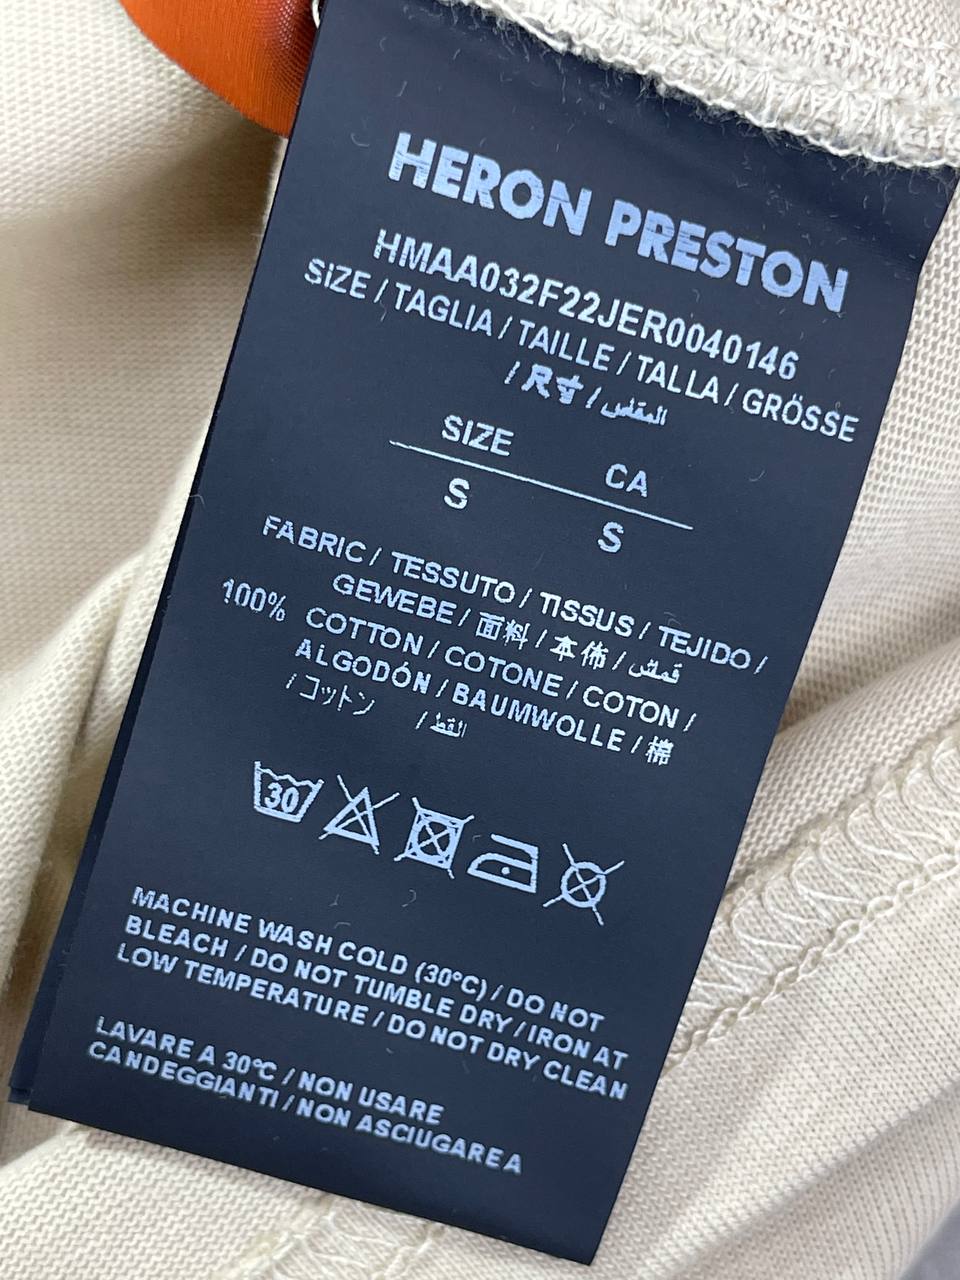 HERON PRESTON
HMAA032F22JER0040146
SIZE / TAGLIA / TAILLE / TALLA / GRÖSSE
/ 尺寸 / المقاس
SIZE CA
S S
FABRIC / TESSUTO / TISSUS / TEJIDO /
GEWEBE / 面料 / 本佈 / قماش
100% COTTON / COTONE / COTON /
ALGODÓN / BAUMWOLLE / 棉
/ コットン / القط
30
MACHINE WASH COLD (30°C) / DO NOT
BLEACH / DO NOT TUMBLE DRY / IRON AT
LOW TEMPERATURE / DO NOT DRY CLEAN
LAVARE A 30°C / NON USARE
CANDEGGIANTI / NON ASCIUGARE A